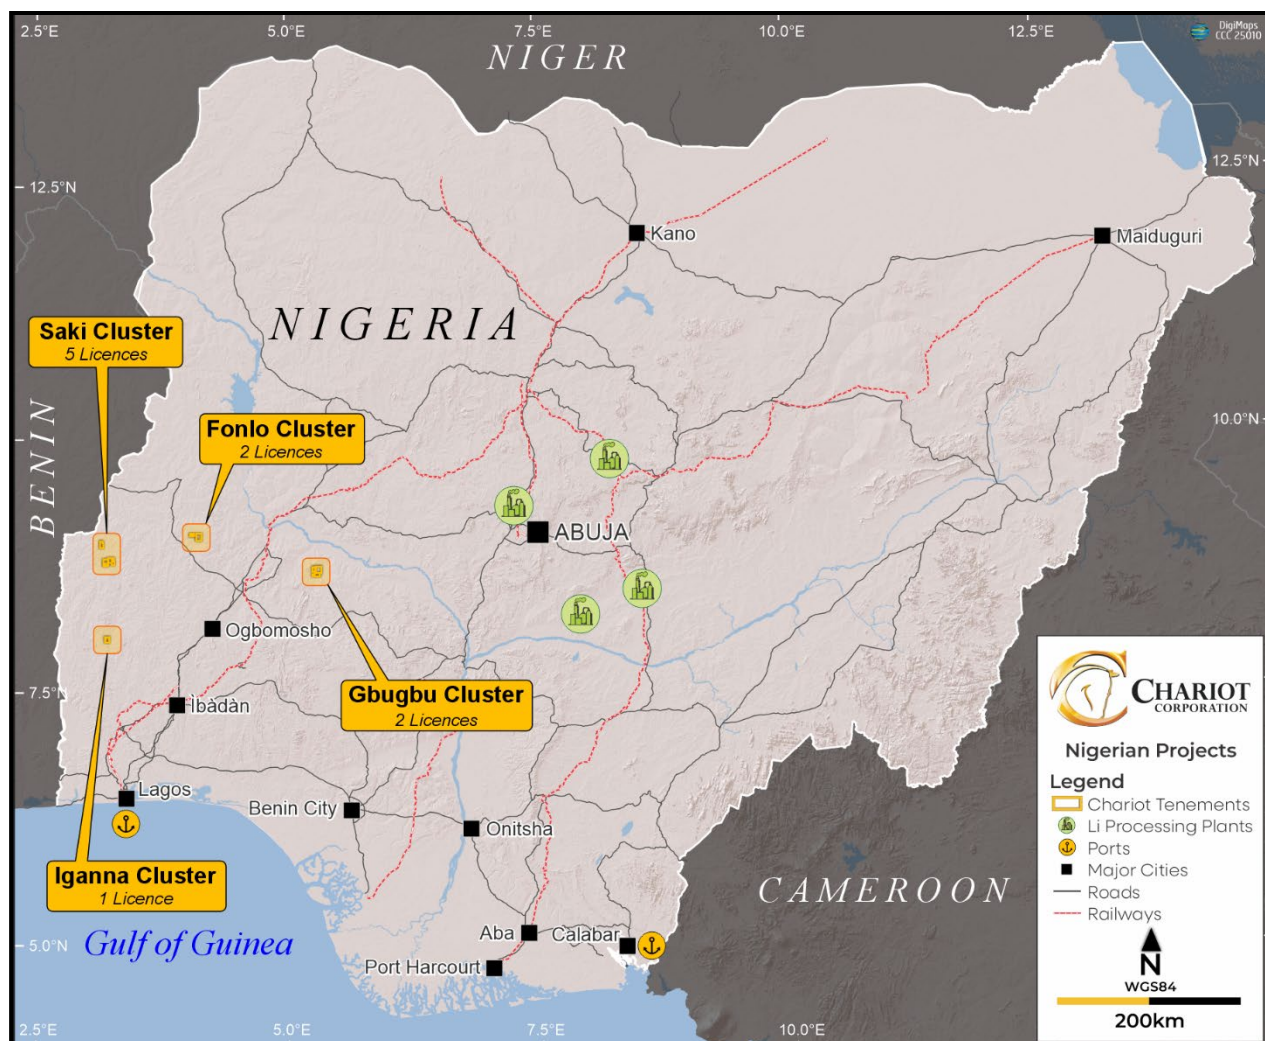 2.5°E
5.0°E
7.5°E
10.0°E
12.5°E
DigiMaps
CCC 25010
NIGER
12.5°N
12.5°N
Kano
Maiduguri
NIGERIA
Saki Cluster
5 Licences
BENIN
Fonlo Cluster
2 Licences
10.0°N
ABUJA
Ogbomosho
Gbugbu Cluster
2 Licences
7.5°N
Ìbàdàn
Lagos
Benin City
Onitsha
Iganna Cluster
1 Licence
Gulf of Guinea
5.0°N
Aba
Calabar
Port Harcourt
CAMEROON
CHARIOT
CORPORATION
Nigerian Projects
Legend
Chariot Tenements
Li Processing Plants
Ports
Major Cities
Roads
Railways
N
WGS84
200km
2.5°E
5.0°E
7.5°E
10.0°E